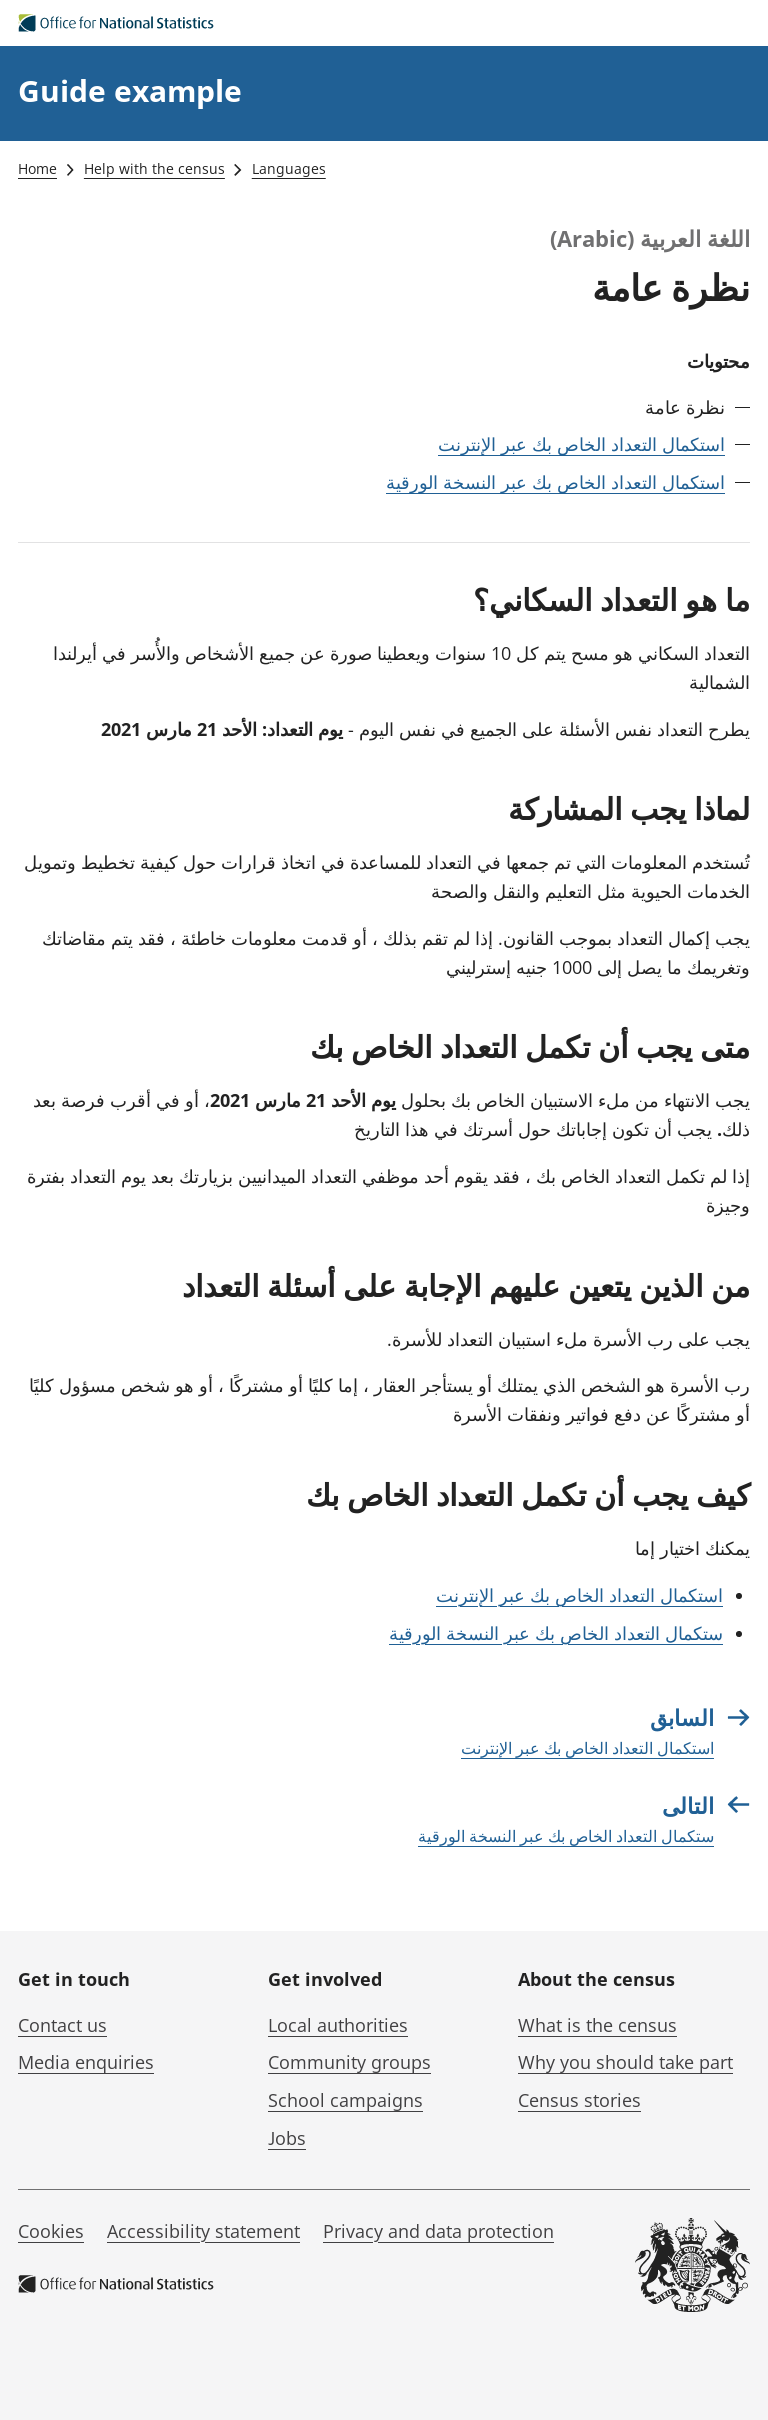 Office for National Statistics
Guide example
Home > Help with the census > Languages
اللغة العربية (Arabic)
نظرة عامة
محتويات
— نظرة عامة
— استكمال التعداد الخاص بك عبر الإنترنت
— استكمال التعداد الخاص بك عبر النسخة الورقية
ما هو التعداد السكاني؟
التعداد السكاني هو مسح يتم كل 10 سنوات ويعطينا صورة عن جميع الأشخاص والأُسر في أيرلندا
الشمالية
يطرح التعداد نفس الأسئلة على الجميع في نفس اليوم - يوم التعداد: الأحد 21 مارس 2021
لماذا يجب المشاركة
تُستخدم المعلومات التي تم جمعها في التعداد للمساعدة في اتخاذ قرارات حول كيفية تخطيط وتمويل
الخدمات الحيوية مثل التعليم والنقل والصحة
يجب إكمال التعداد بموجب القانون. إذا لم تقم بذلك ، أو قدمت معلومات خاطئة ، فقد يتم مقاضاتك
وتغريمك ما يصل إلى 1000 جنيه إسترليني
متى يجب أن تكمل التعداد الخاص بك
يجب الانتهاء من ملء الاستبيان الخاص بك بحلول يوم الأحد 21 مارس 2021، أو في أقرب فرصة بعد
ذلك. يجب أن تكون إجاباتك حول أسرتك في هذا التاريخ
إذا لم تكمل التعداد الخاص بك ، فقد يقوم أحد موظفي التعداد الميدانيين بزيارتك بعد يوم التعداد بفترة
وجيزة
من الذين يتعين عليهم الإجابة على أسئلة التعداد
يجب على رب الأسرة ملء استبيان التعداد للأسرة.
رب الأسرة هو الشخص الذي يمتلك أو يستأجر العقار ، إما كليًا أو مشتركًا ، أو هو شخص مسؤول كليًا
أو مشتركًا عن دفع فواتير ونفقات الأسرة
كيف يجب أن تكمل التعداد الخاص بك
يمكنك اختيار إما
• استكمال التعداد الخاص بك عبر الإنترنت
• ستكمال التعداد الخاص بك عبر النسخة الورقية
السابق
استكمال التعداد الخاص بك عبر الإنترنت
التالى
ستكمال التعداد الخاص بك عبر النسخة الورقية
Get in touch
Contact us
Media enquiries
Get involved
Local authorities
Community groups
School campaigns
Jobs
About the census
What is the census
Why you should take part
Census stories
Cookies Accessibility statement Privacy and data protection
Office for National Statistics
DIEU ET MON DROIT